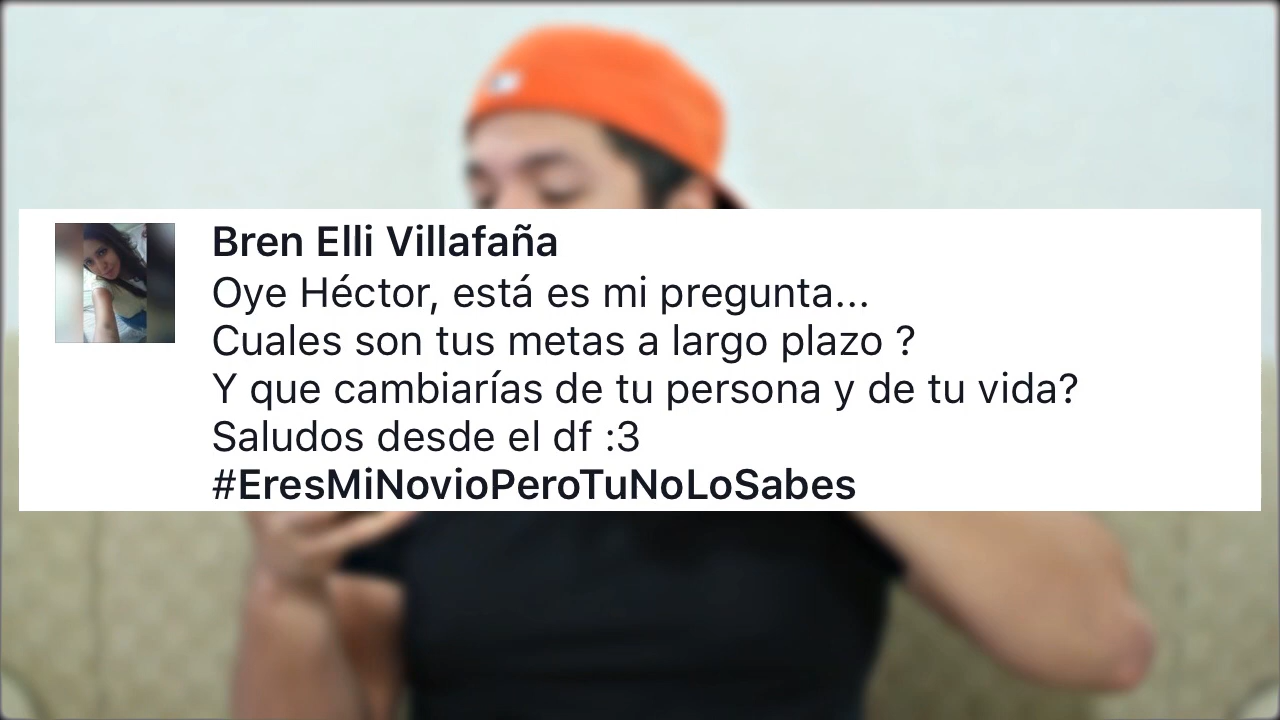 Bren Elli Villafaña
Oye Héctor, está es mi pregunta...
Cuales son tus metas a largo plazo ?
Y que cambiarías de tu persona y de tu vida?
Saludos desde el df :3
#EresMiNovioPeroTuNoLoSabes